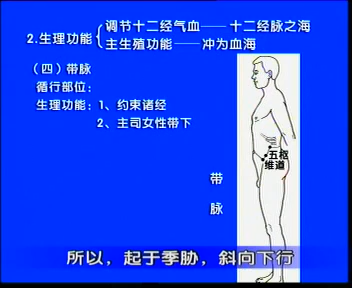 2.生理功能
调节十二经气血——十二经脉之海
主生殖功能——冲为血海
（四）带脉
循行部位：
生理功能：1、约束诸经
2、主司女性带下
五枢
维道
带
脉
所以，起于季胁，斜向下行